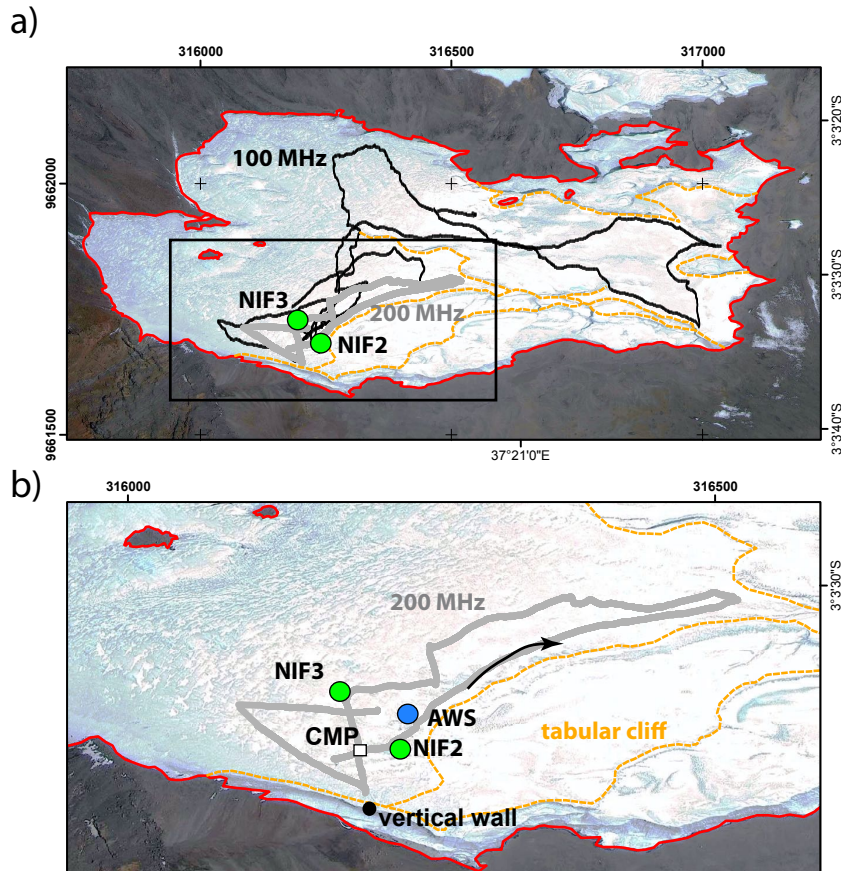 a)
316000
316500
317000
3°3'20"S
100 MHz
9662000
3°3'30"S
NIF3
200 MHz
NIF2
9661500
3°3'40"S
37°21'0"E
b)
316000
316500
3°3'30"S
200 MHz
NIF3
AWS
CMP
NIF2
tabular cliff
vertical wall